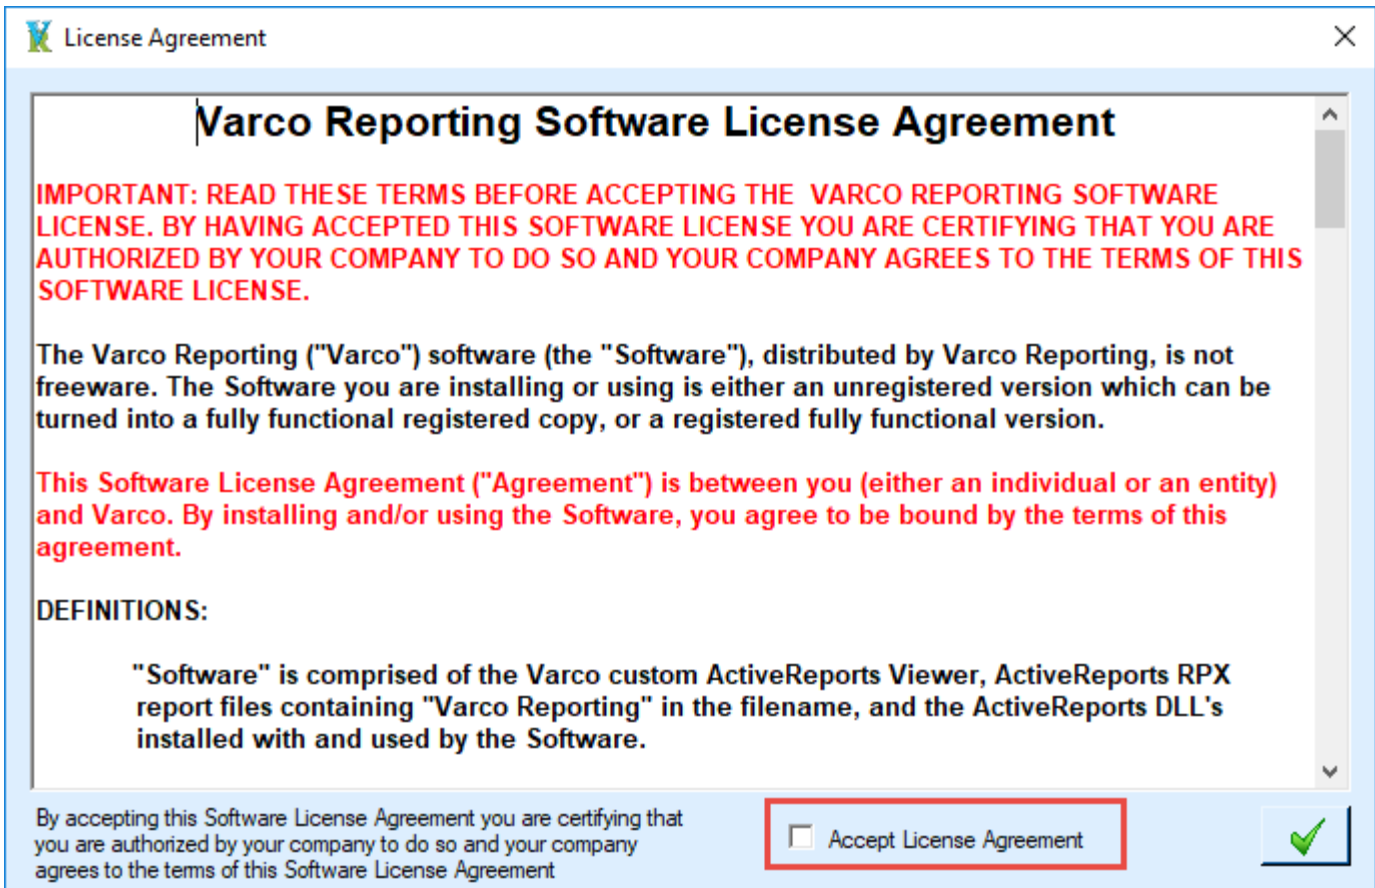 License Agreement
Varco Reporting Software License Agreement
IMPORTANT: READ THESE TERMS BEFORE ACCEPTING THE  VARCO REPORTING SOFTWARE
LICENSE. BY HAVING ACCEPTED THIS SOFTWARE LICENSE YOU ARE CERTIFYING THAT YOU ARE
AUTHORIZED BY YOUR COMPANY TO DO SO AND YOUR COMPANY AGREES TO THE TERMS OF THIS
SOFTWARE LICENSE.
The Varco Reporting ("Varco") software (the "Software"), distributed by Varco Reporting, is not
freeware. The Software you are installing or using is either an unregistered version which can be
turned into a fully functional registered copy, or a registered fully functional version.
This Software License Agreement ("Agreement") is between you (either an individual or an entity)
and Varco. By installing and/or using the Software, you agree to be bound by the terms of this
agreement.
DEFINITIONS:
"Software" is comprised of the Varco custom ActiveReports Viewer, ActiveReports RPX
report files containing "Varco Reporting" in the filename, and the ActiveReports DLL's
installed with and used by the Software.
By accepting this Software License Agreement you are certifying that
you are authorized by your company to do so and your company
agrees to the terms of this Software License Agreement
Accept License Agreement